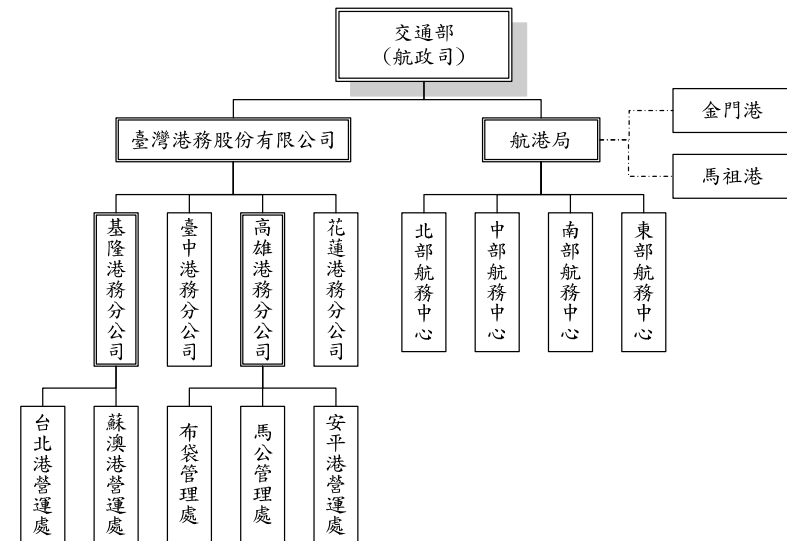 交通部
（航政司）
臺灣港務股份有限公司
航港局
金門港
馬祖港
基隆港務分公司
臺中港務分公司
高雄港務分公司
花蓮港務分公司
北部航務中心
中部航務中心
南部航務中心
東部航務中心
台北港營運處
蘇澳港營運處
布袋管理處
馬公管理處
安平港營運處